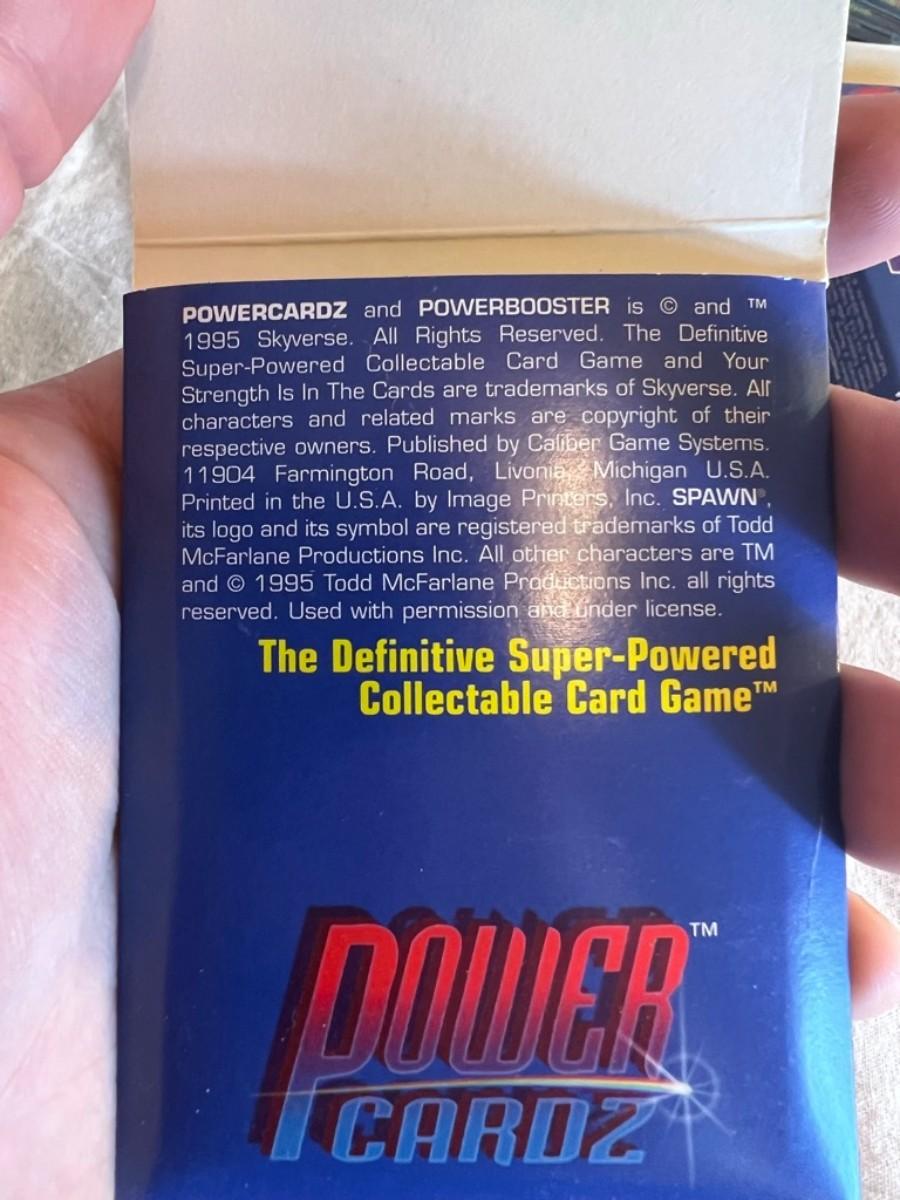 POWERCARDZ and POWERBOOSTER is © and ™
1995 Skyverse. All Rights Reserved. The Definitive
Super-Powered Collectable Card Game and Your
Strength Is In The Cards are trademarks of Skyverse. All
characters and related marks are copyright of their
respective owners. Published by Caliber Game Systems.
11904 Farmington Road, Livonia, Michigan U.S.A.
Printed in the U.S.A. by Image Printers, Inc. SPAWN®,
its logo and its symbol are registered trademarks of Todd
McFarlane Productions Inc. All other characters are TM
and © 1995 Todd McFarlane Productions Inc. all rights
reserved. Used with permission and under license.
The Definitive Super-Powered
Collectable Card Game™
POWER™
CARDZ